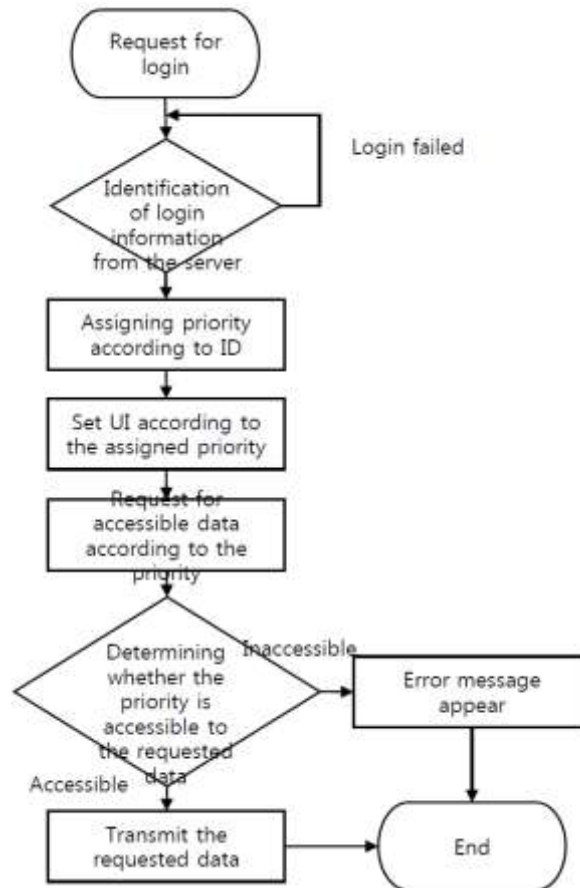 Request for
login
Login failed
Identification
of login
information
from the server
Assigning priority
according to ID
Set UI according to
the assigned priority
Request for
accessible data
according to the
priority
Inaccessible
Determining
whether the
priority is
accessible to
the requested
data
Error message
appear
Accessible
Transmit the
requested data
End